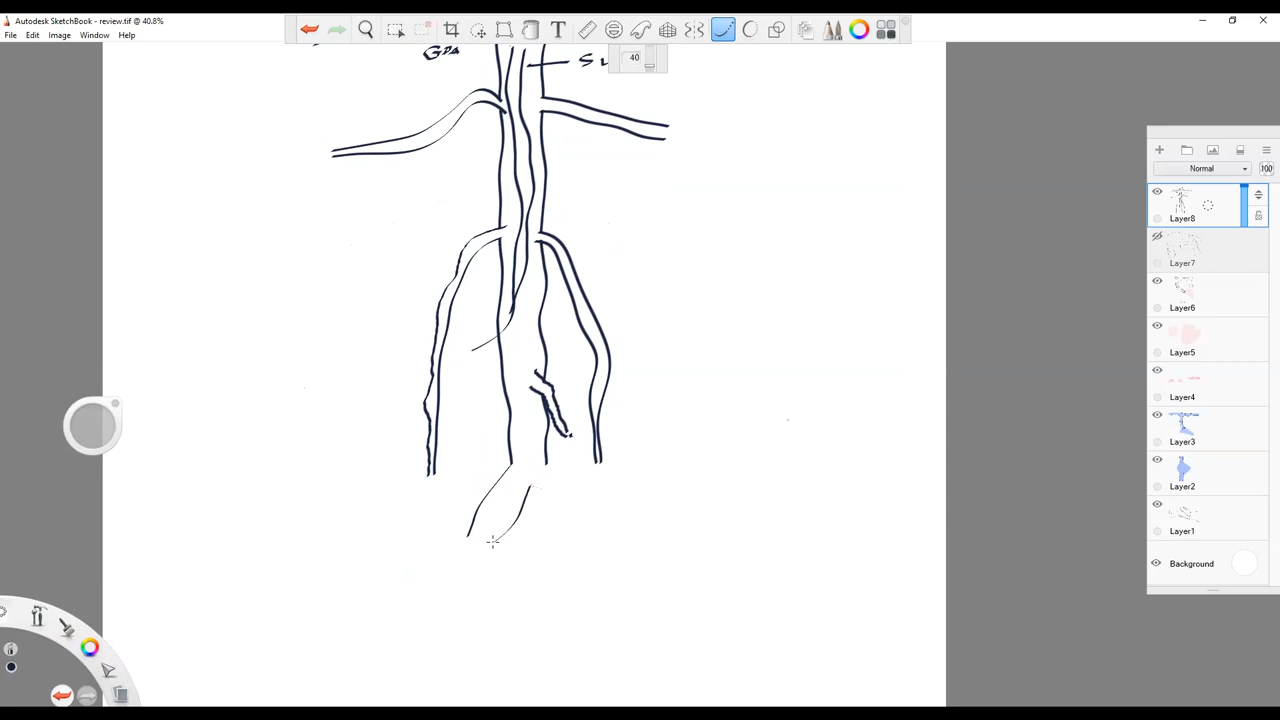 Autodesk SketchBook - review.tif @ 40.8%
File Edit Image Window Help
T
40
Normal 100
Layer8
Layer7
Layer6
Layer5
Layer4
Layer3
Layer2
Layer1
Background